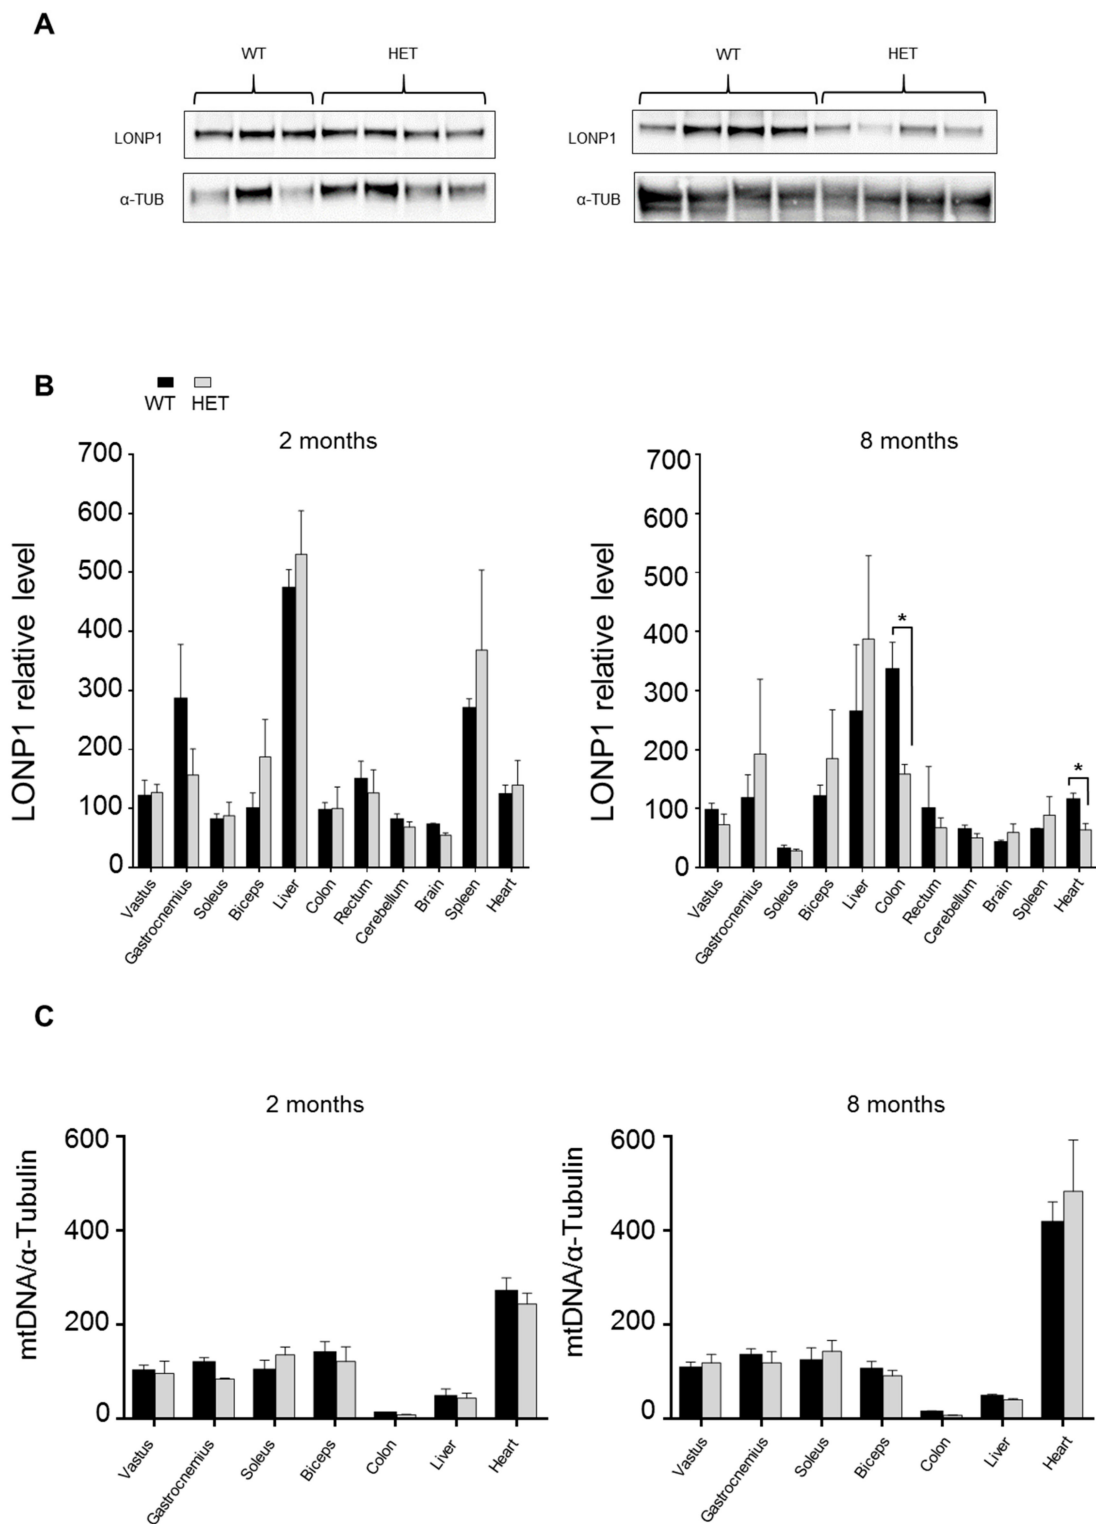 A
WT HET WT HET
LONP1 LONP1
α-TUB α-TUB
B
WT HET
2 months
LONP1 relative level
700
600
500
400
300
200
100
0
Vastus
Gastrocnemius
Soleus
Biceps
Liver
Colon
Rectum
Cerebellum
Brain
Spleen
Heart
8 months
LONP1 relative level
700
600
500
400
300
200
100
0
*
*
Vastus
Gastrocnemius
Soleus
Biceps
Liver
Colon
Rectum
Cerebellum
Brain
Spleen
Heart
C
2 months
mtDNA/α-Tubulin
600
400
200
0
Vastus
Gastrocnemius
Soleus
Biceps
Colon
Liver
Heart
8 months
mtDNA/α-Tubulin
600
400
200
0
Vastus
Gastrocnemius
Soleus
Biceps
Colon
Liver
Heart